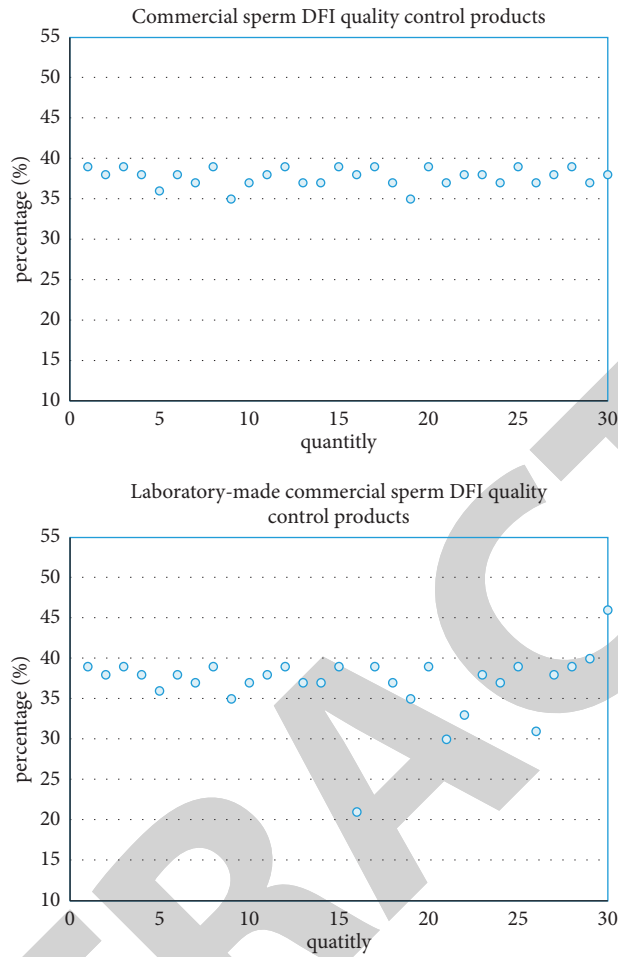 Commercial sperm DFI quality control products
55
50
45
40
35
30
25
20
15
10
percentage (%)
0 5 10 15 20 25 30
quantitly
Laboratory-made commercial sperm DFI quality
control products
55
50
45
40
35
30
25
20
15
10
percentage (%)
0 5 10 15 20 25 30
quatitly
TRACT